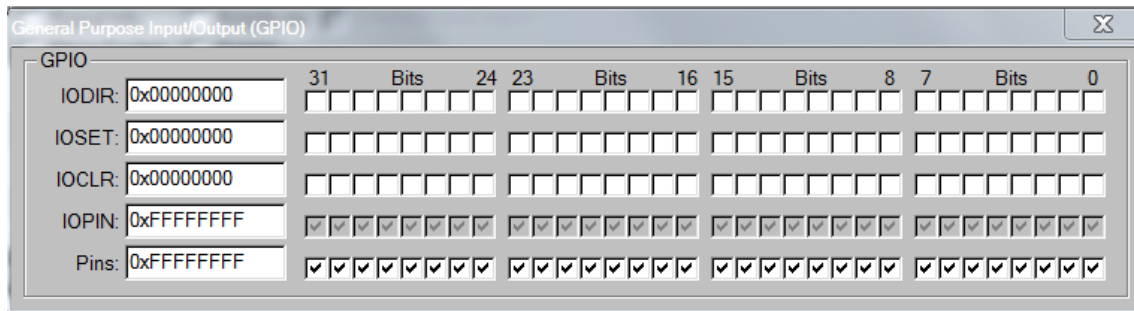 General Purpose Input/Output (GPIO)
GPIO
31 Bits 24 23 Bits 16 15 Bits 8 7 Bits 0
IODIR: 0x00000000
IOSET: 0x00000000
IOCLR: 0x00000000
IOPIN: 0xFFFFFFFF
Pins: 0xFFFFFFFF